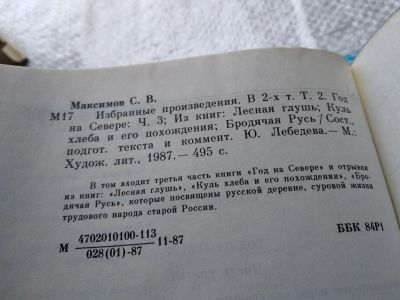 Максимов С. В.
М17 Избранные произведения. В 2-х т. Т. 2. Год
на Севере: Ч. 3; Из книг: Лесная глушь; Куль
хлеба и его похождения; Бродячая Русь/Сост.,
подгот. текста и коммент. Ю. Лебедева.— М.:
Худож. лит., 1987.— 495 с.
В том входит третья часть книги «Год на Севере» и отрывки
из книг: «Лесная глушь», «Куль хлеба и его похождения», «Бро-
дячая Русь», которые посвящены русской деревне, суровой жизни
трудового народа старой России.
М 4702010100-113
028(01)-87 11-87
ББК 84Р1